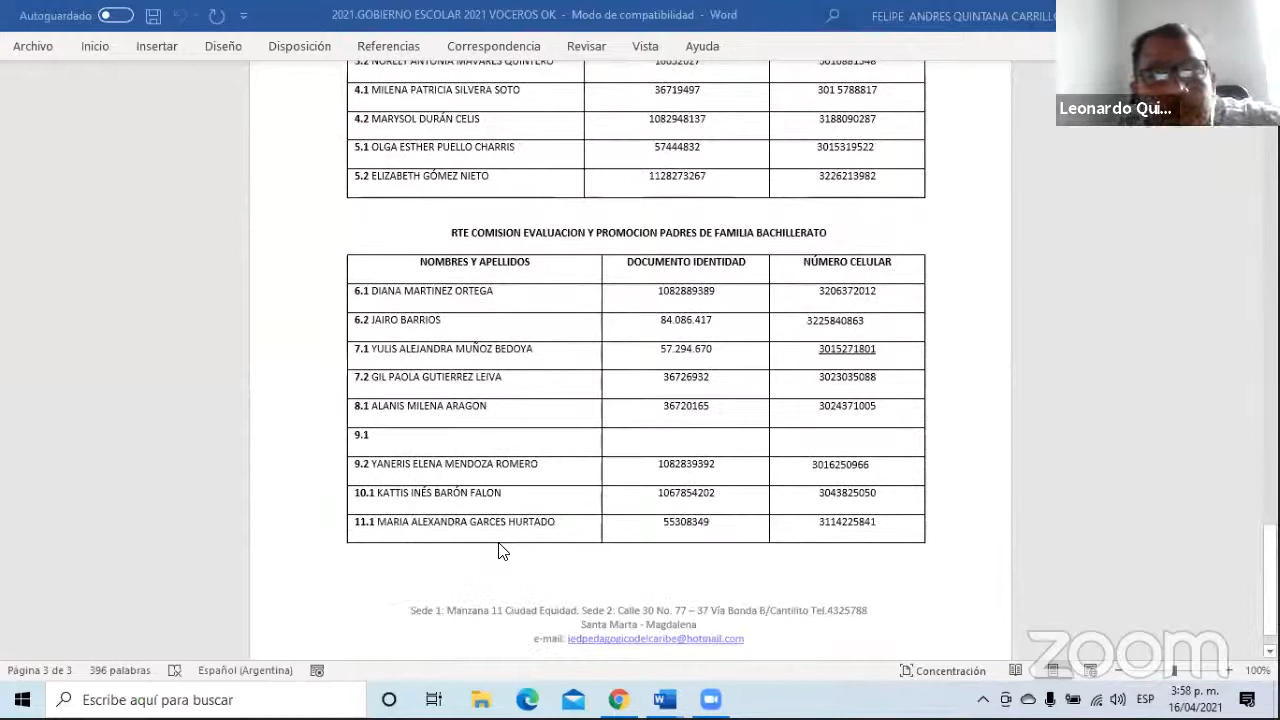 Autoguardado
2021.GOBIERNO ESCOLAR 2021 VOCEROS OK - Modo de compatibilidad - Word
FELIPE ANDRES QUINTANA CARRILLO
Archivo Inicio Insertar Diseño Disposición Referencias Correspondencia Revisar Vista Ayuda
Leonardo Qui...
4.1 MILENA PATRICIA SILVERA SOTO 36719497 301 5788817
4.2 MARYSOL DURÁN CELIS 1082948137 3188090287
5.1 OLGA ESTHER PUELLO CHARRIS 57444832 3015319522
5.2 ELIZABETH GÓMEZ NIETO 1128273267 3226213982
RTE COMISION EVALUACION Y PROMOCION PADRES DE FAMILIA BACHILLERATO
NOMBRES Y APELLIDOS DOCUMENTO IDENTIDAD NÚMERO CELULAR
6.1 DIANA MARTINEZ ORTEGA 1082889389 3206372012
6.2 JAIRO BARRIOS 84.086.417 3225840863
7.1 YULIS ALEJANDRA MUÑOZ BEDOYA 57.294.670 3015271801
7.2 GIL PAOLA GUTIERREZ LEIVA 36726932 3023035088
8.1 ALANIS MILENA ARAGON 36720165 3024371005
9.1
9.2 YANERIS ELENA MENDOZA ROMERO 1082839392 3016250966
10.1 KATTIS INÉS BARÓN FALON 1067854202 3043825050
11.1 MARIA ALEXANDRA GARCES HURTADO 55308349 3114225841
Sede 1: Manzana 11 Ciudad Equidad. Sede 2: Calle 30 No. 77 – 37 Vía Bonda B/Cantilito Tel.4325788
Santa Marta - Magdalena
e-mail: iedpedagogicodelcaribe@hotmail.com
zoom
Página 3 de 3 396 palabras Español (Argentina) Concentración 100%
Escribe aquí para buscar
ESP
3:58 p. m.
16/04/2021